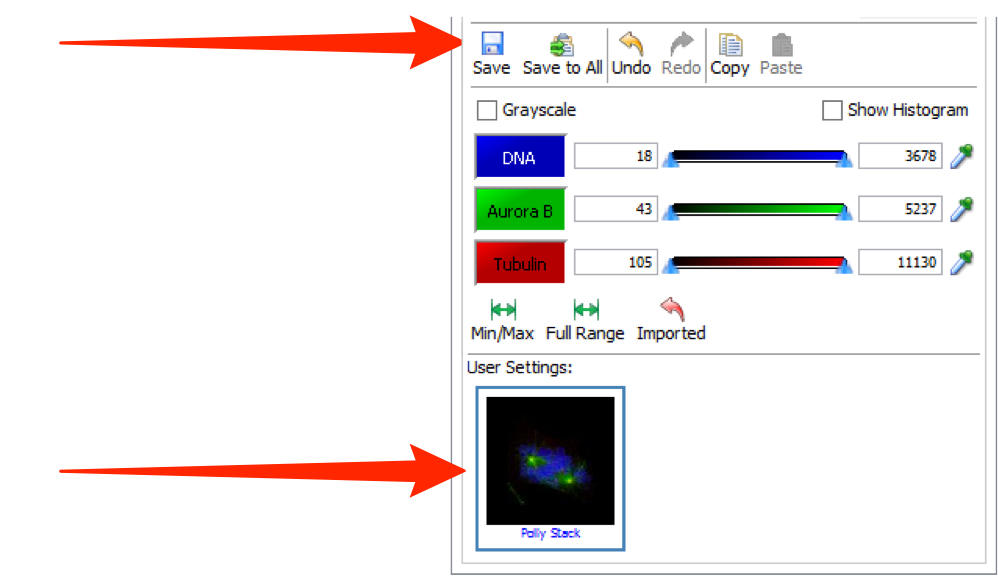 Save Save to All Undo Redo Copy Paste
Grayscale Show Histogram
DNA 18 3678
Aurora B 43 5237
Tubulin 105 11130
Min/Max Full Range Imported
User Settings:
Polly Stack